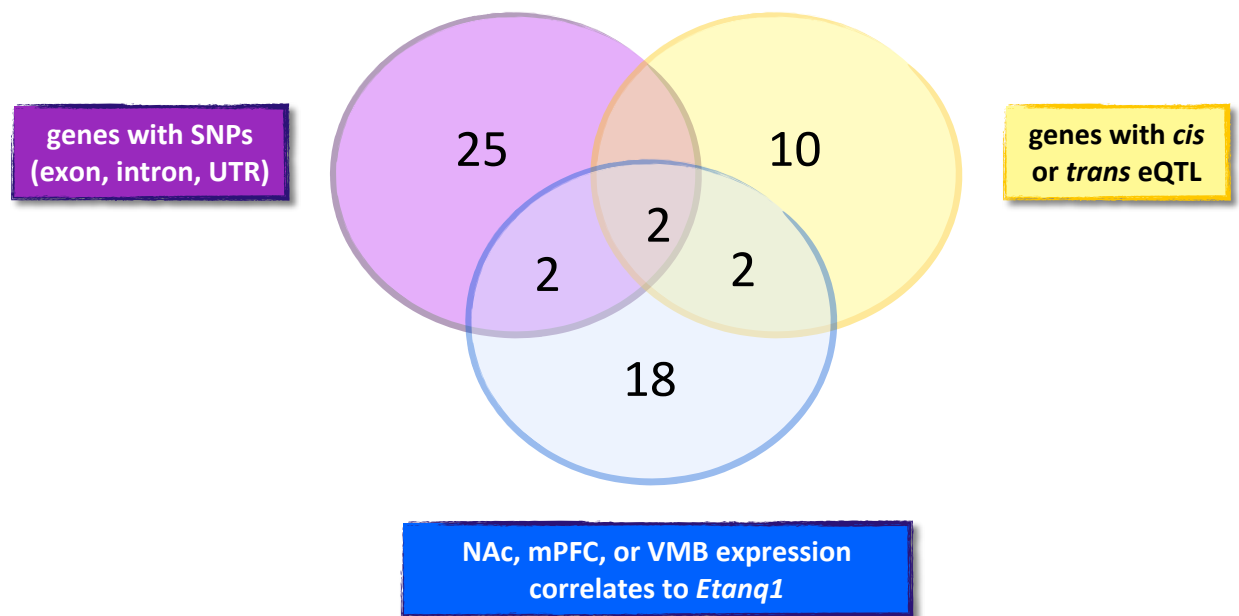 25
10
genes with SNPs
(exon, intron, UTR)
genes with cis
or trans eQTL
2
2
2
18
NAc, mPFC, or VMB expression
correlates to Etanq1